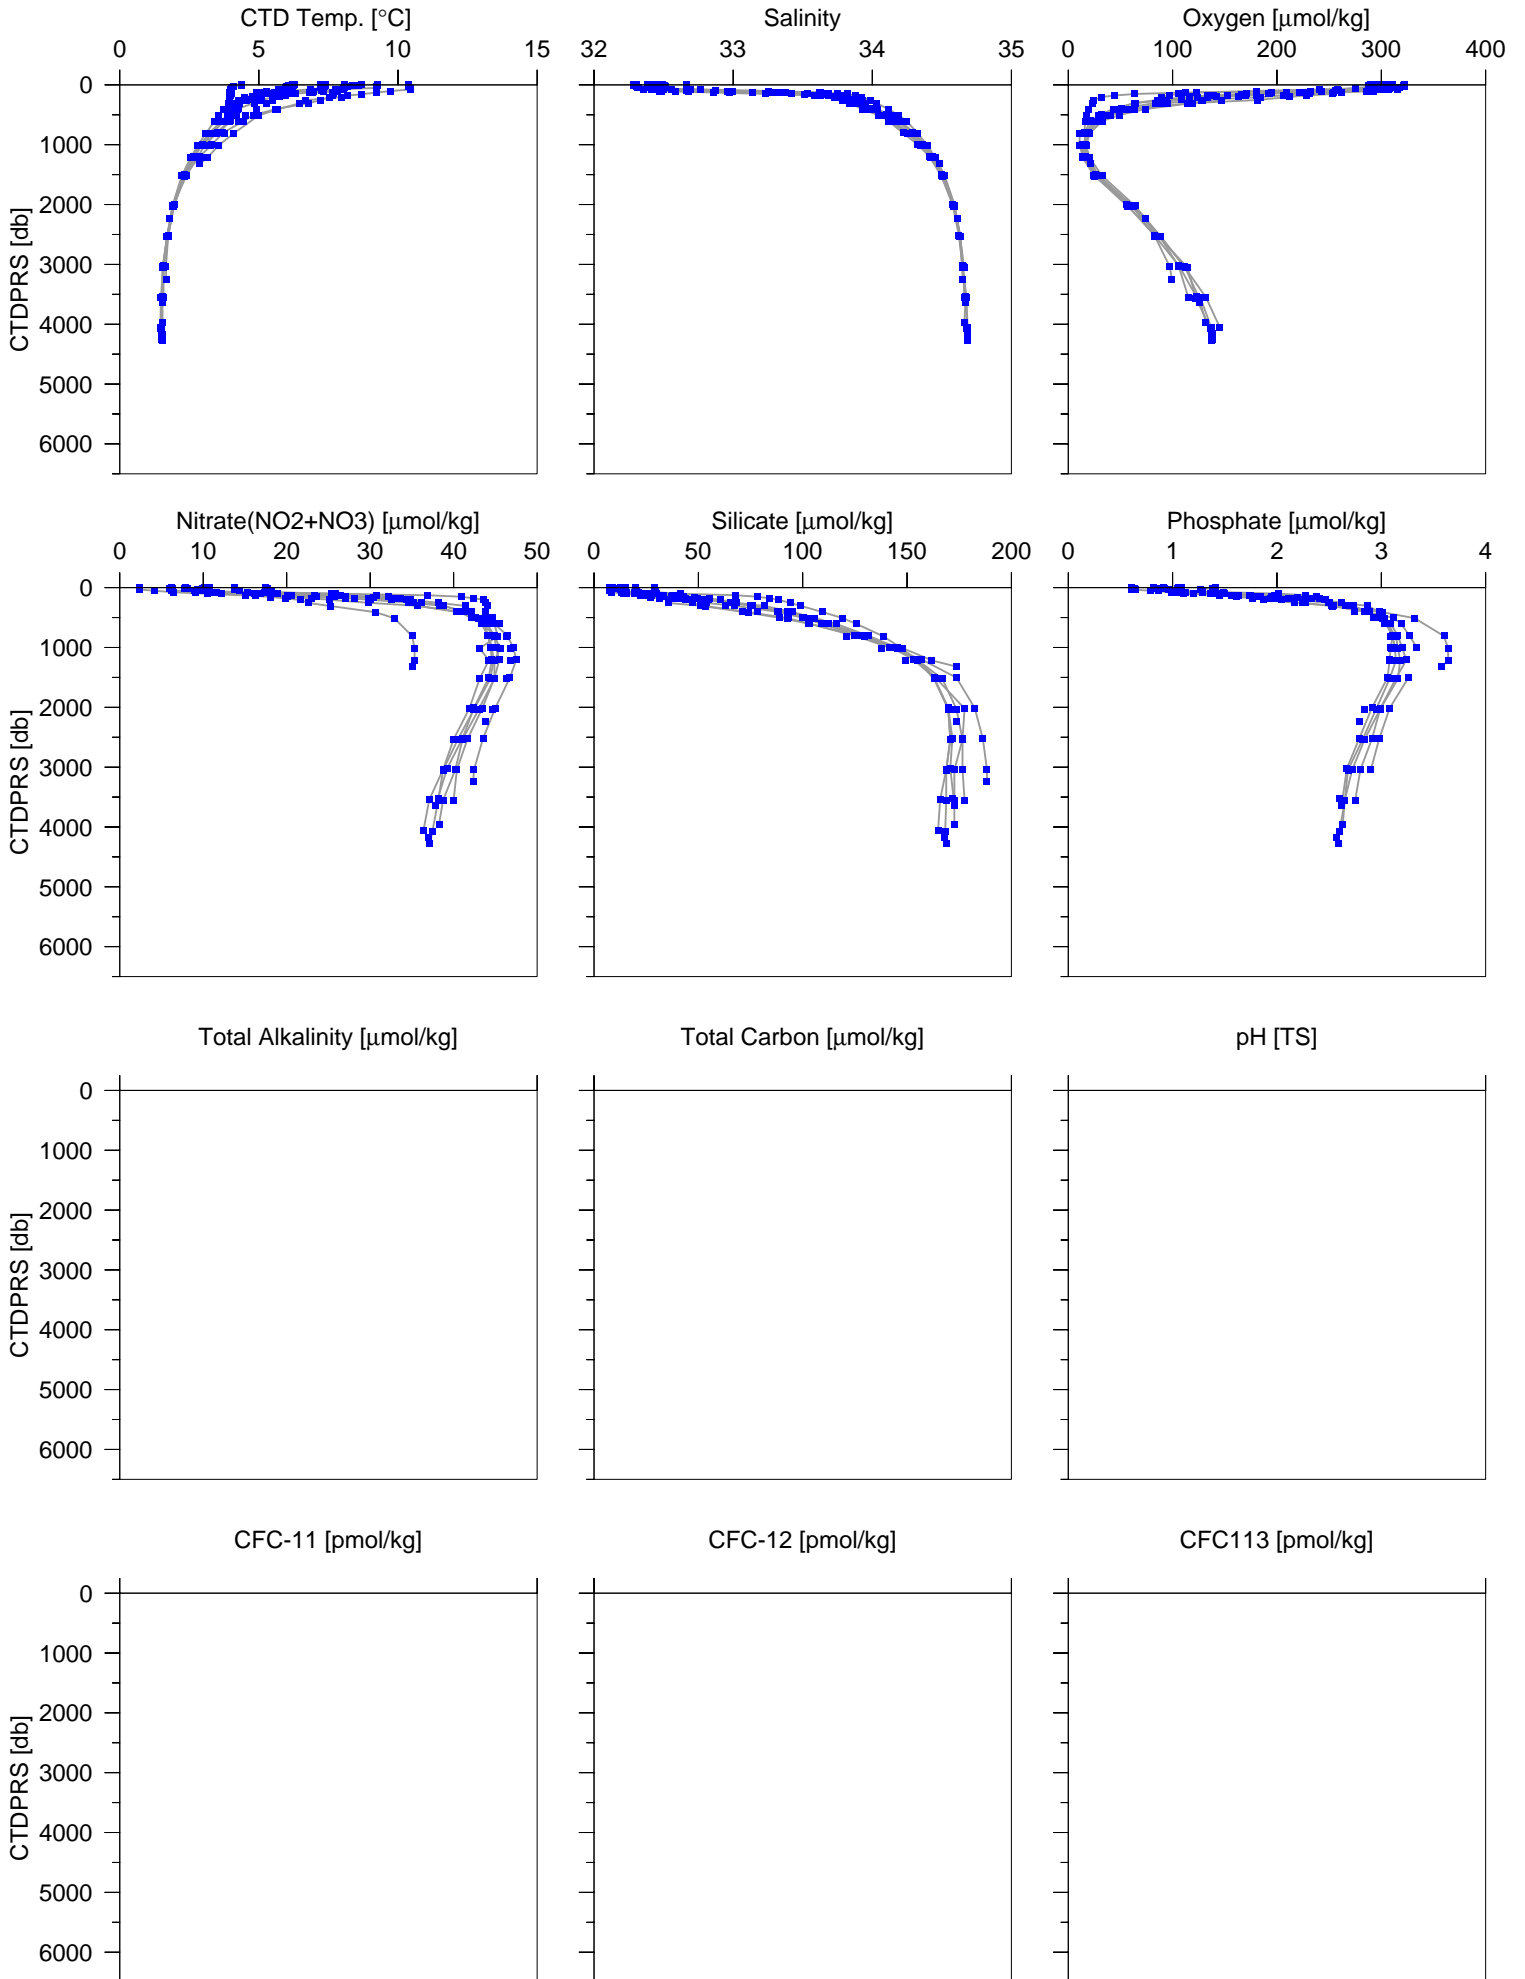 CTD Temp. [°C] Salinity Oxygen [μmol/kg]
0 5 10 15 32 33 34 35 0 100 200 300 400
0
1000
2000
3000
4000
5000
6000
CTDPRS [db]
Nitrate(NO2+NO3) [μmol/kg] Silicate [μmol/kg] Phosphate [μmol/kg]
0 10 20 30 40 50 0 50 100 150 200 0 1 2 3 4
0
1000
2000
3000
4000
5000
6000
CTDPRS [db]
Total Alkalinity [μmol/kg] Total Carbon [μmol/kg] pH [TS]
0
1000
2000
3000
4000
5000
6000
CTDPRS [db]
CFC-11 [pmol/kg] CFC-12 [pmol/kg] CFC113 [pmol/kg]
0
1000
2000
3000
4000
5000
6000
CTDPRS [db]